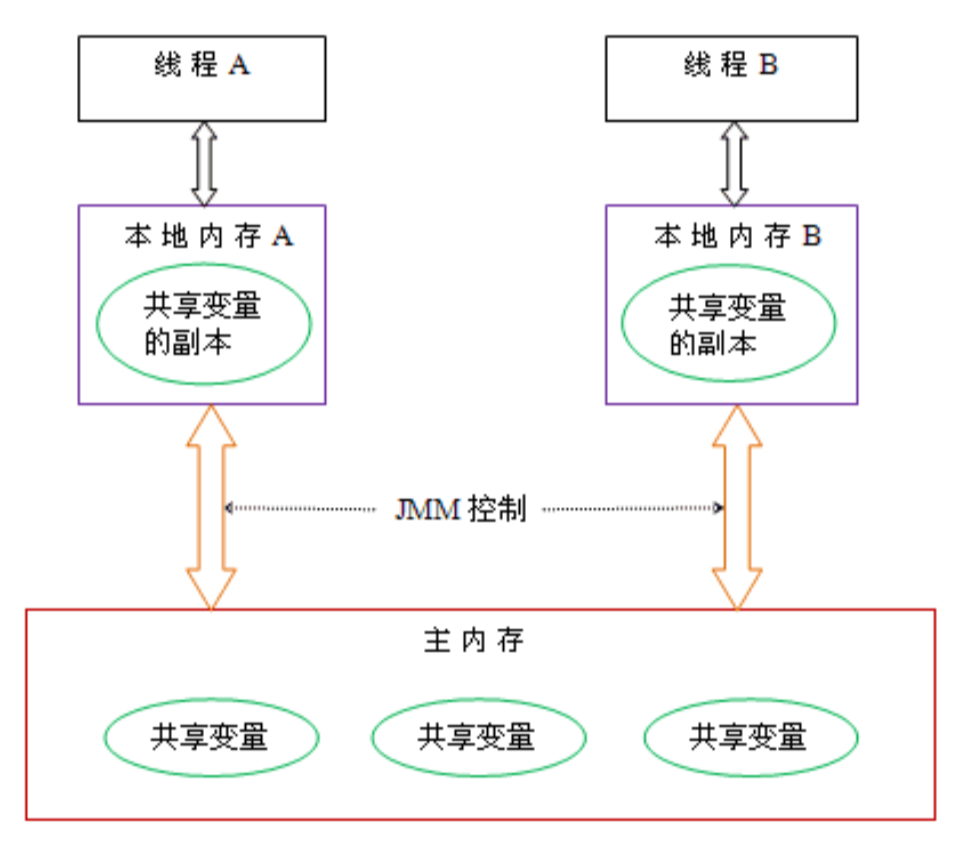 线程 A
线程 B
本地内存 A
本地内存 B
共享变量
的副本
共享变量
的副本
JMM 控制
主内存
共享变量
共享变量
共享变量